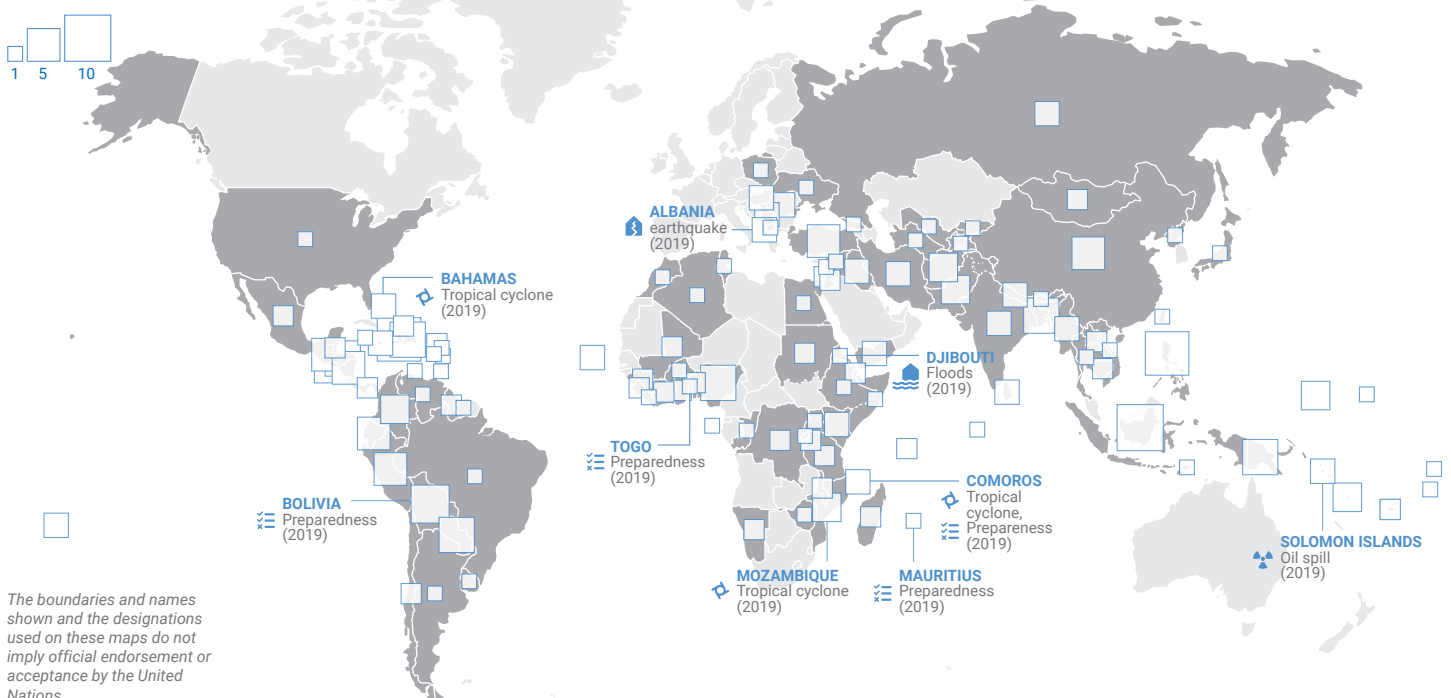 1 5 10
ALBANIA
earthquake
(2019)
BAHAMAS
Tropical cyclone
(2019)
DJIBOUTI
Floods
(2019)
TOGO
Preparedness
(2019)
BOLIVIA
Preparedness
(2019)
COMOROS
Tropical
cyclone,
Prepareness
(2019)
SOLOMON ISLANDS
Oil spill
(2019)
MOZAMBIQUE
Tropical cyclone
(2019)
MAURITIUS
Preparedness
(2019)
The boundaries and names
shown and the designations
used on these maps do not
imply official endorsement or
acceptance by the United
Nations